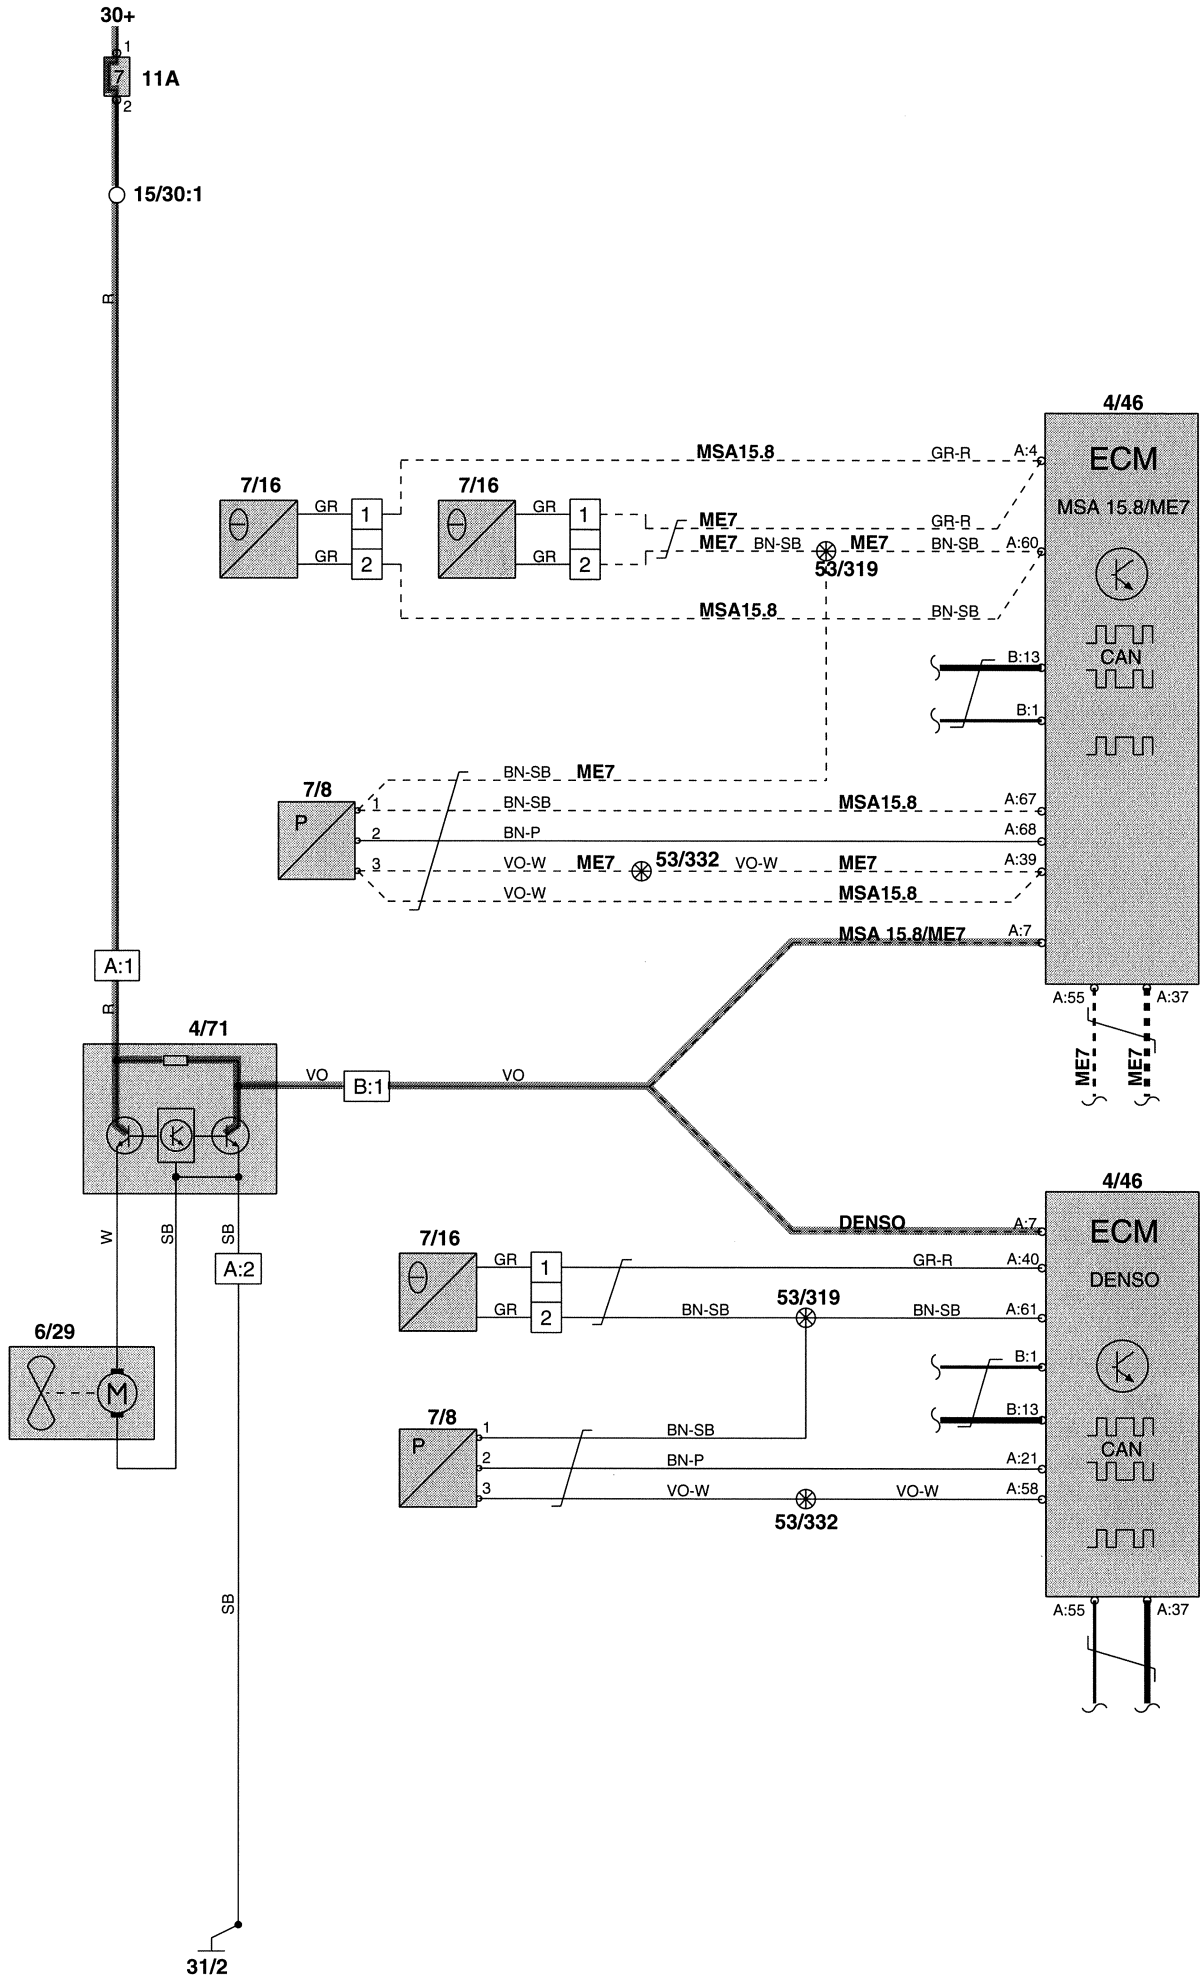 30+
1
7
11A
2
15/30:1
R
4/46
MSA15.8
GR-R
A:4
ECM
7/16
GR
1
7/16
GR
1
ME7
GR-R
MSA 15.8/ME7
GR
2
GR
2
ME7
BN-SB
ME7
BN-SB
A:60
53/319
MSA15.8
BN-SB
B:13
CAN
B:1
7/8
BN-SB
ME7
P
1
BN-SB
MSA15.8
A:67
2
BN-P
A:68
3
VO-W
ME7
53/332
VO-W
ME7
A:39
VO-W
MSA15.8
MSA 15.8/ME7
A:7
A:1
R
A:55
A:37
ME7
ME7
4/71
VO
B:1
VO
4/46
DENSO
A:7
ECM
W
SB
SB
7/16
GR
1
GR-R
A:40
A:2
DENSO
GR
2
BN-SB
53/319
BN-SB
A:61
6/29
M
B:1
B:13
7/8
P
1
BN-SB
CAN
2
BN-P
A:21
3
VO-W
VO-W
A:58
53/332
SB
A:55
A:37
31/2